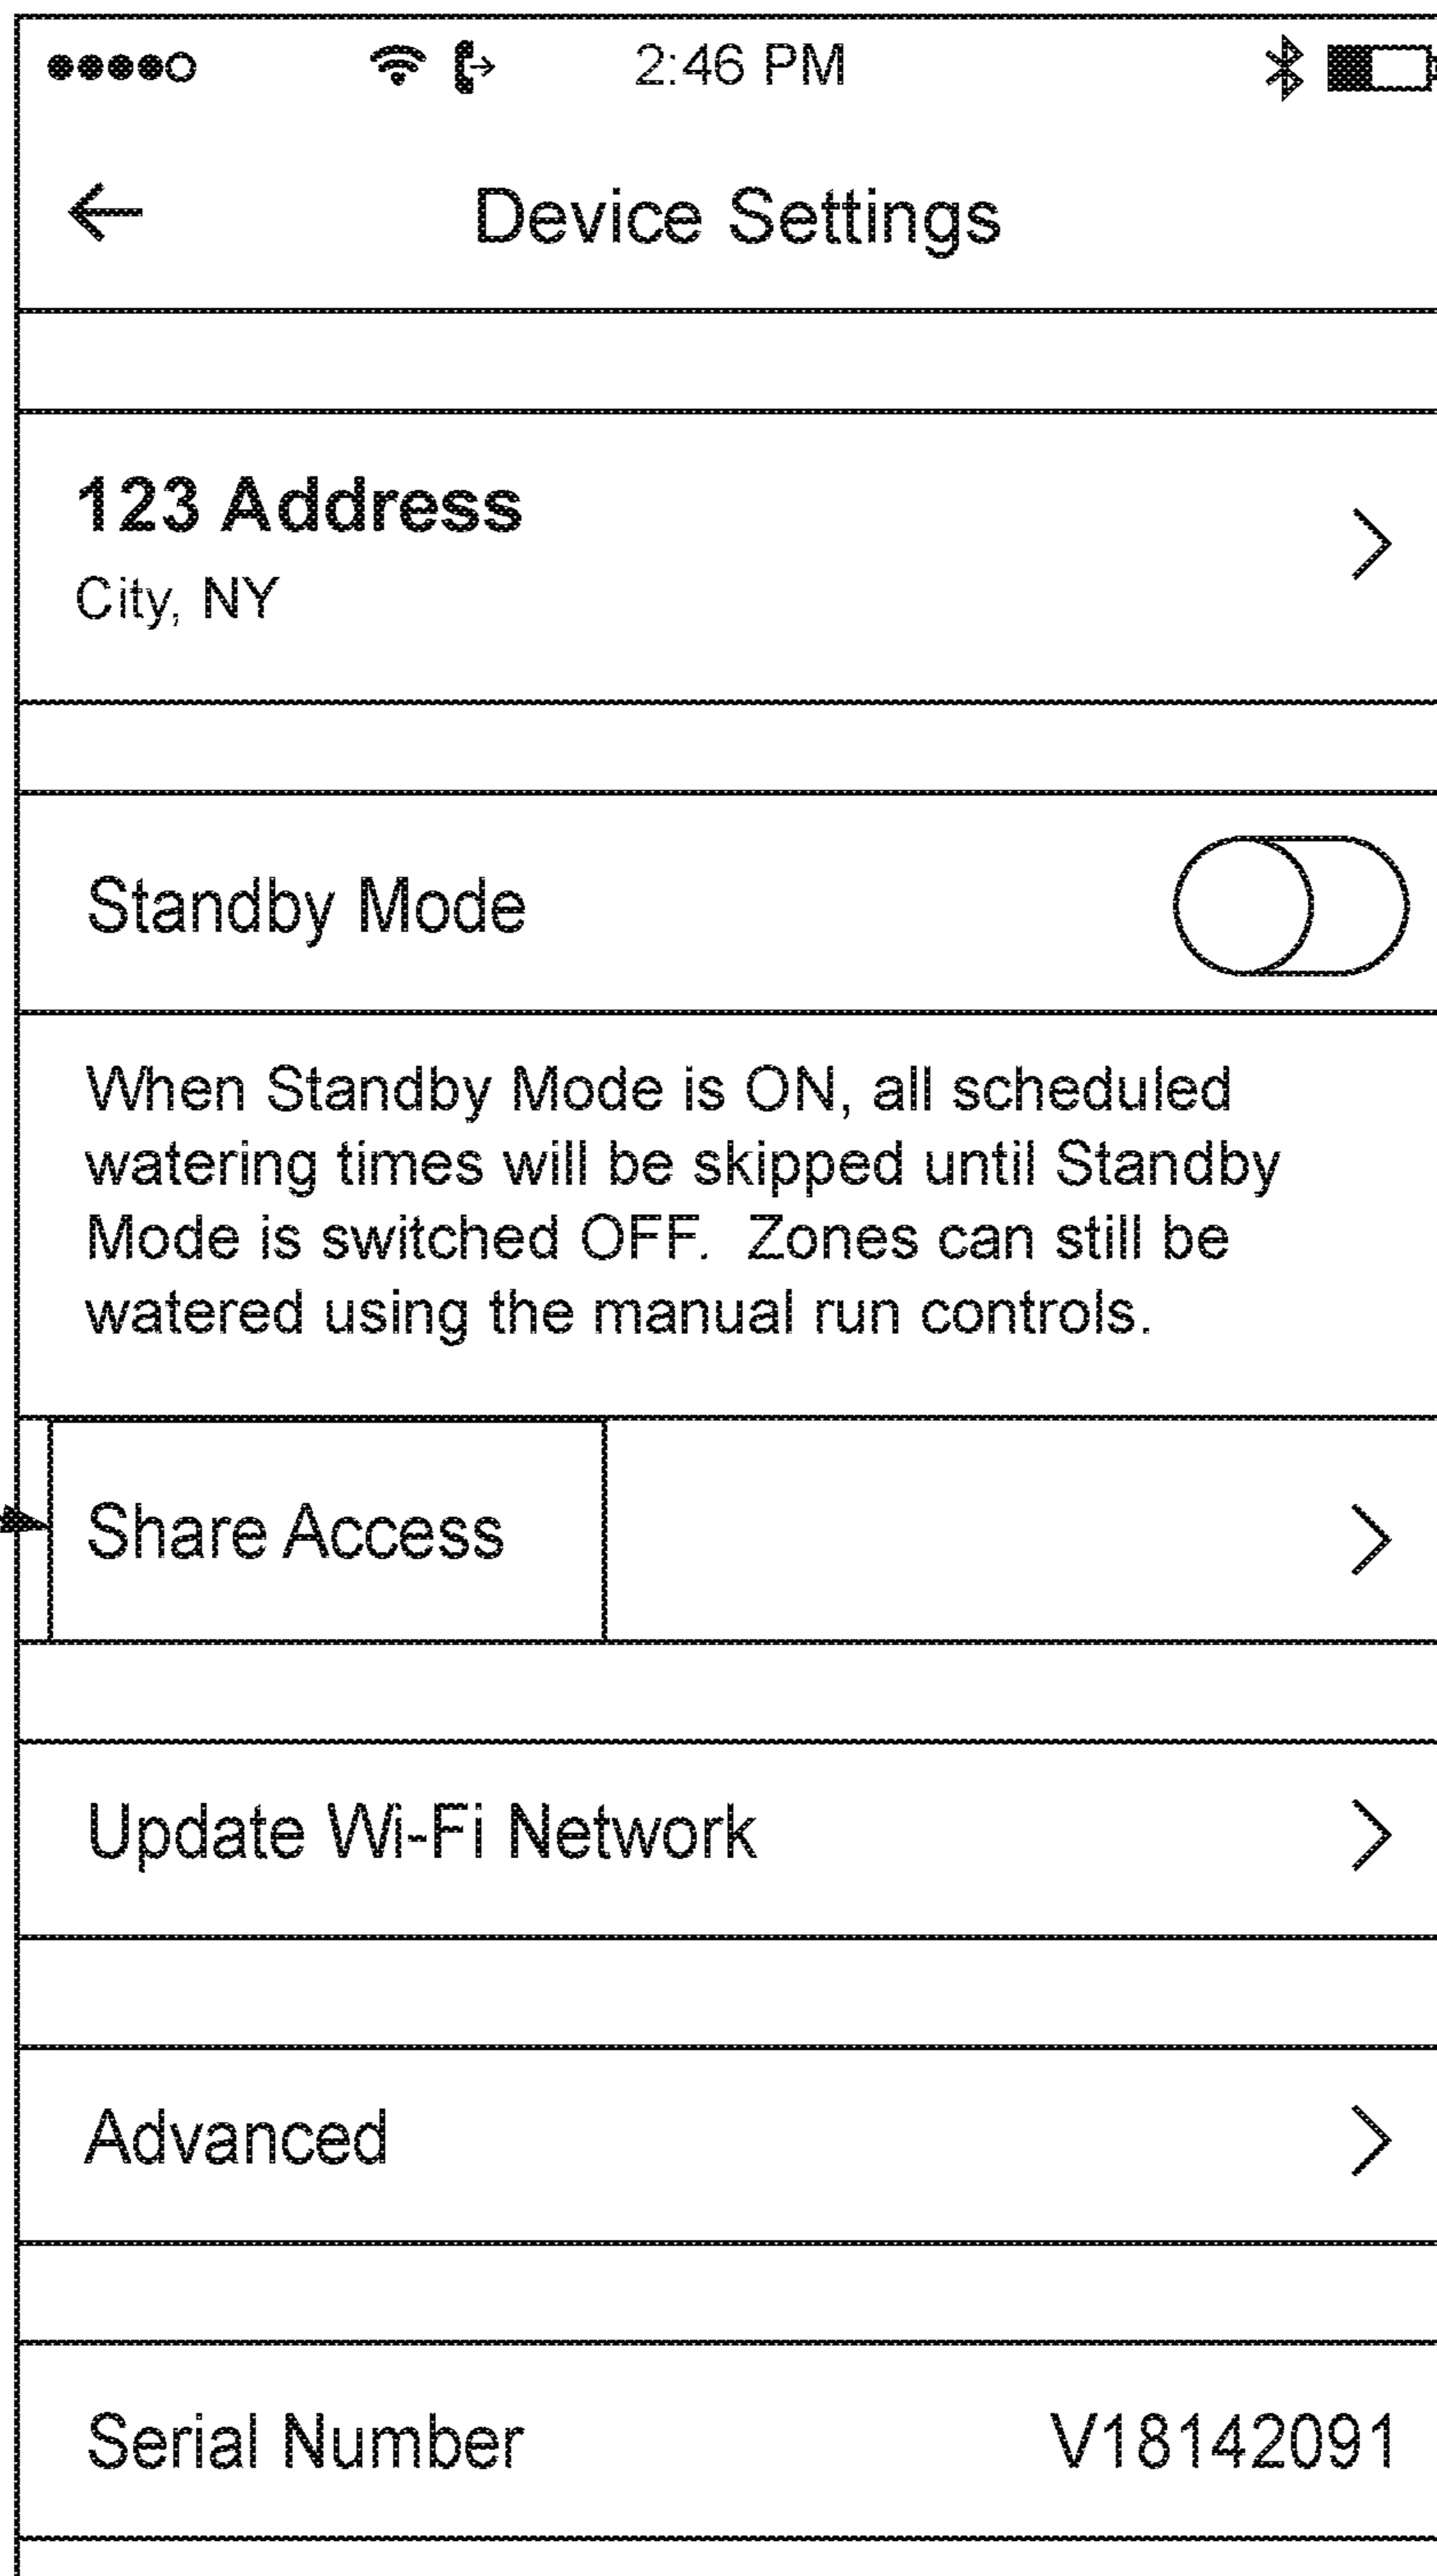 2:46 PM
Device Settings
123 Address
City, NY
Standby Mode
When Standby Mode is ON, all scheduled
watering times will be skipped until Standby
Mode is switched OFF.  Zones can still be
watered using the manual run controls.
Share Access
Update Wi-Fi Network
Advanced
Serial Number V18142091